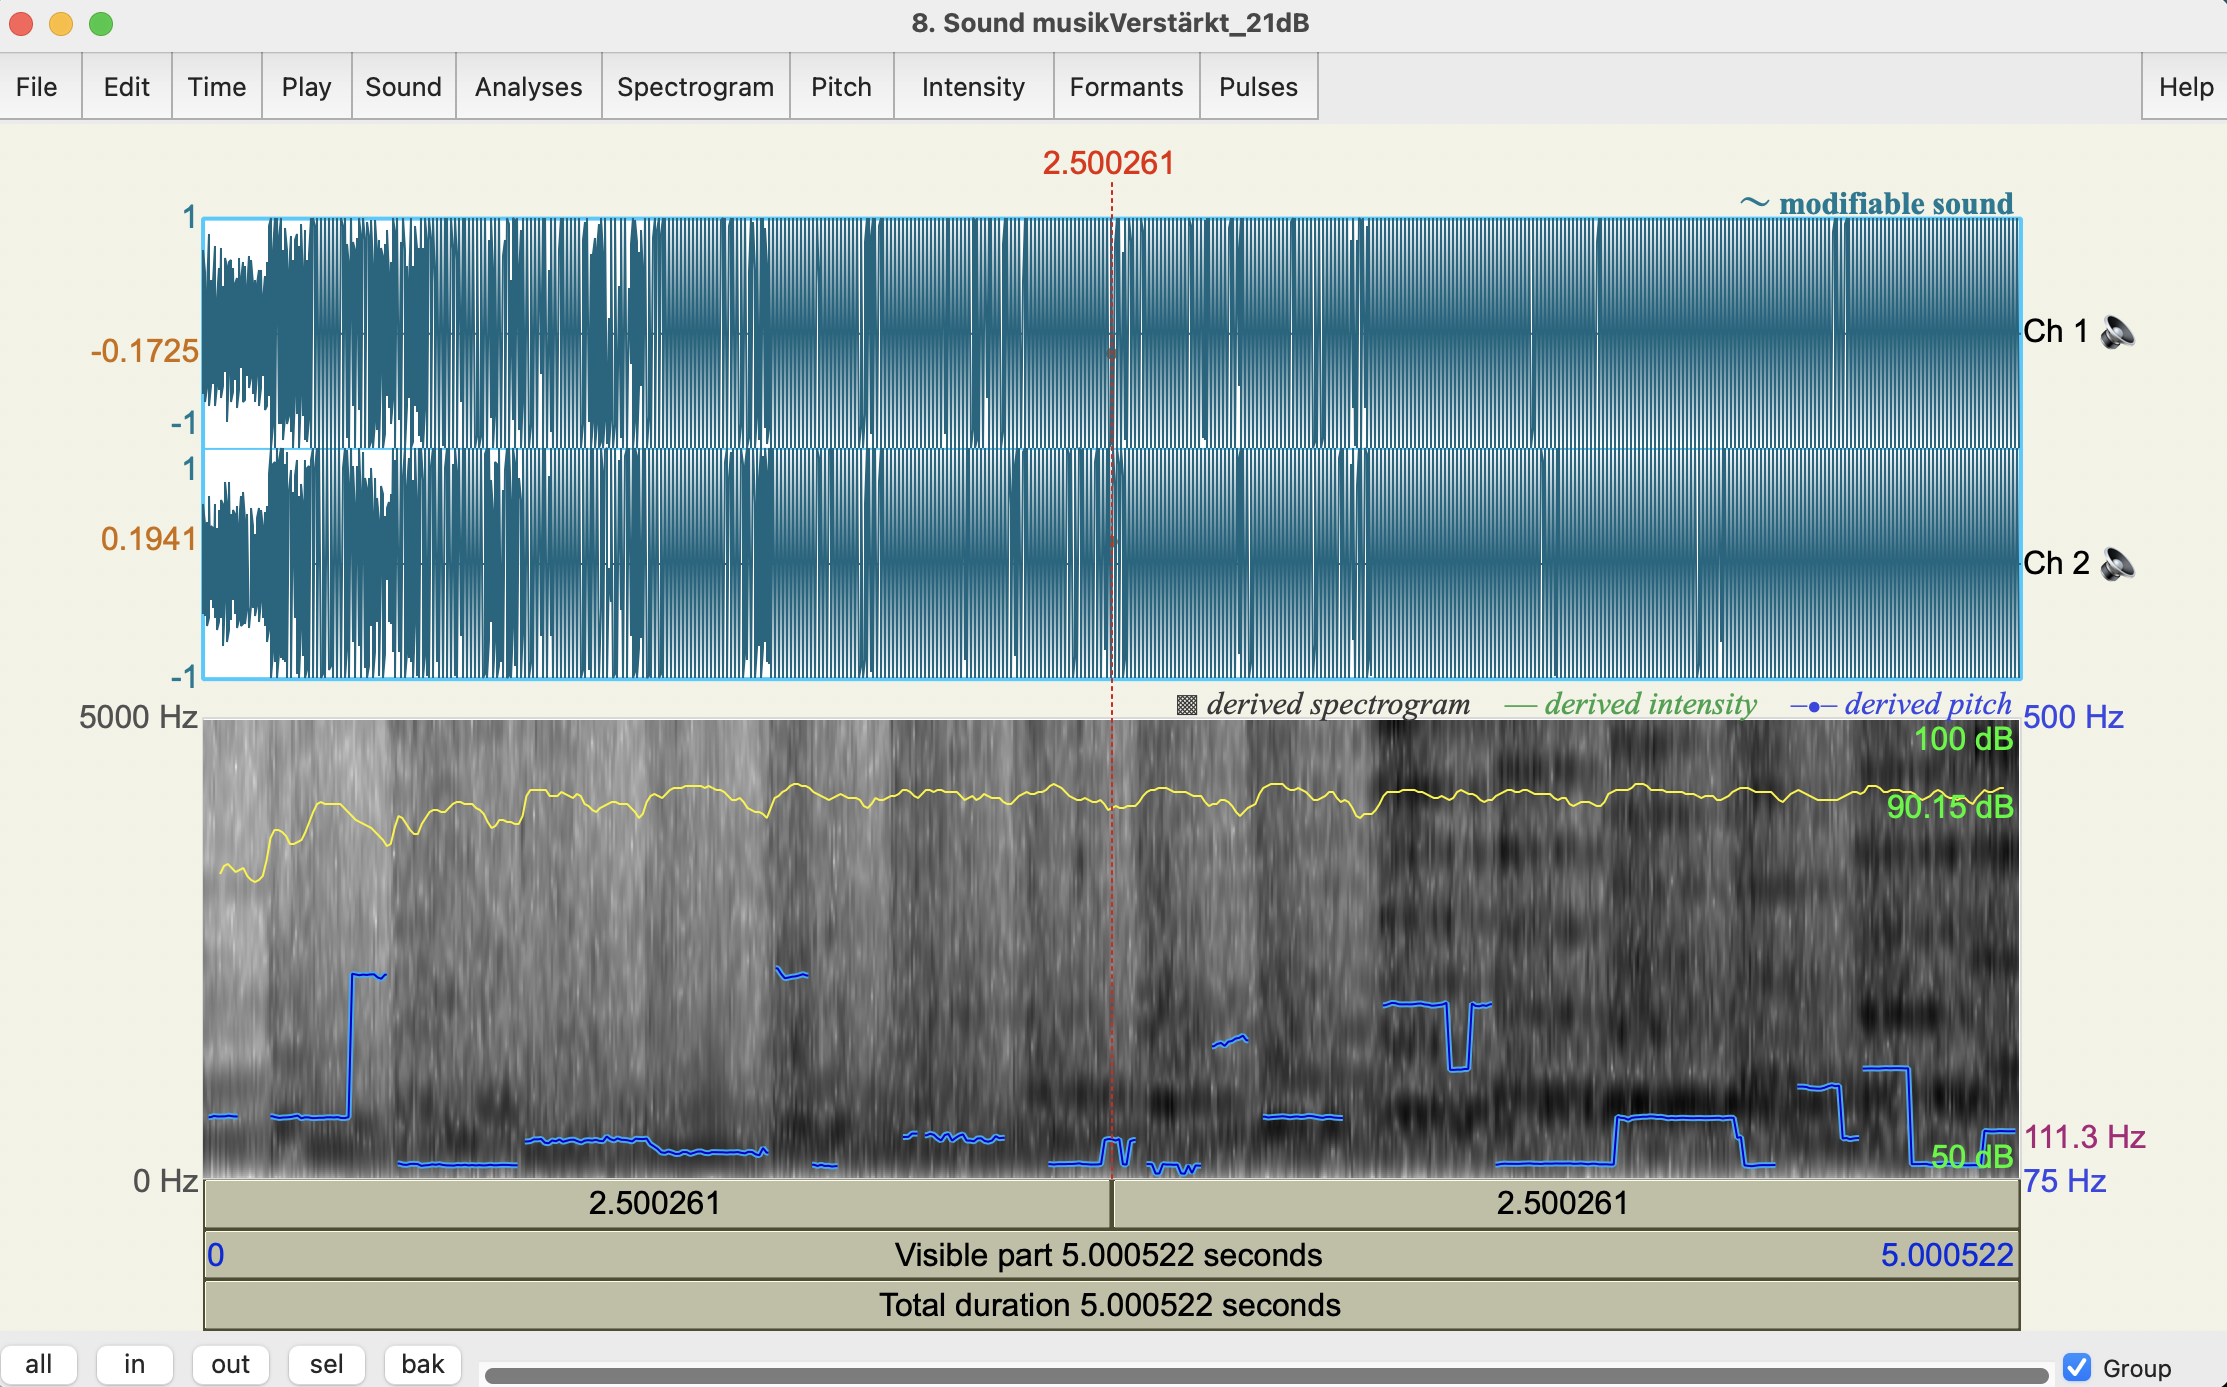 8. Sound musikVerstärkt_21dB
File Edit Time Play Sound Analyses Spectrogram Pitch Intensity Formants Pulses Help
2.500261
~ modifiable sound
1
-0.1725
-1
Ch 1
1
0.1941
-1
Ch 2
derived spectrogram derived intensity derived pitch
5000 Hz
500 Hz
100 dB
90.15 dB
111.3 Hz
50 dB
0 Hz
75 Hz
2.500261 2.500261
0 Visible part 5.000522 seconds 5.000522
Total duration 5.000522 seconds
all in out sel bak Group